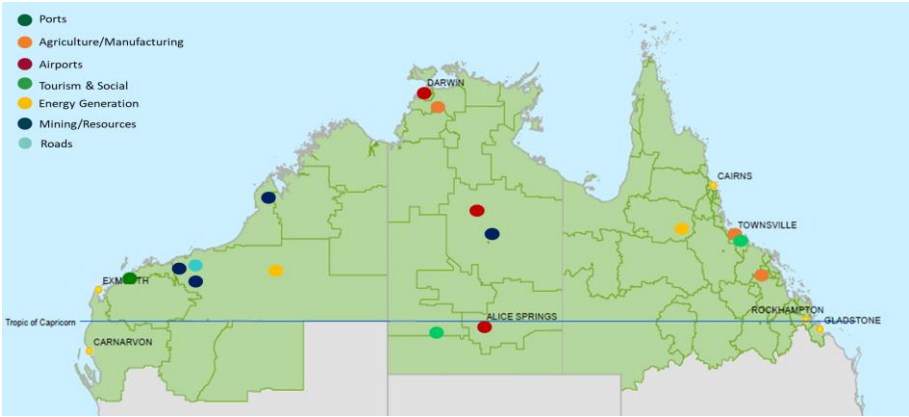 Ports
Agriculture/Manufacturing
Airports
Tourism & Social
Energy Generation
Mining/Resources
Roads
DARWIN
CAIRNS
TOWNSVILLE
EXMOUTH
ROCKHAMPTON
ALICE SPRINGS
GLADSTONE
Tropic of Capricorn
CARNARVON